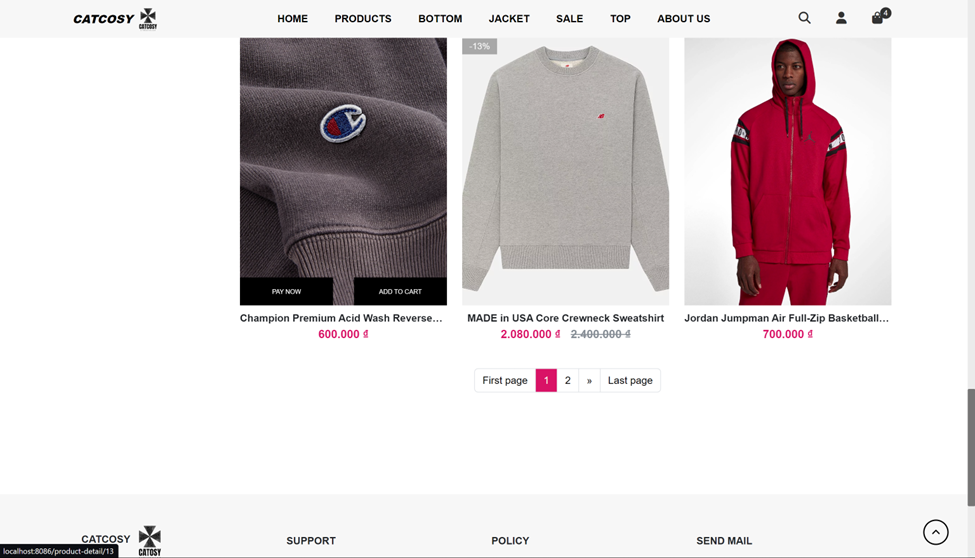 CATCOSY
CATCOSY
HOME
PRODUCTS
BOTTOM
JACKET
SALE
TOP
ABOUT US
4
-13%
PAY NOW
ADD TO CART
Champion Premium Acid Wash Reverse...
600.000 ₫
MADE in USA Core Crewneck Sweatshirt
2.080.000 ₫ 2.400.000 ₫
Jordan Jumpman Air Full-Zip Basketball...
700.000 ₫
First page 1 2 » Last page
CATCOSY
CATCOSY
SUPPORT
POLICY
SEND MAIL
localhost:8086/product-detail/13